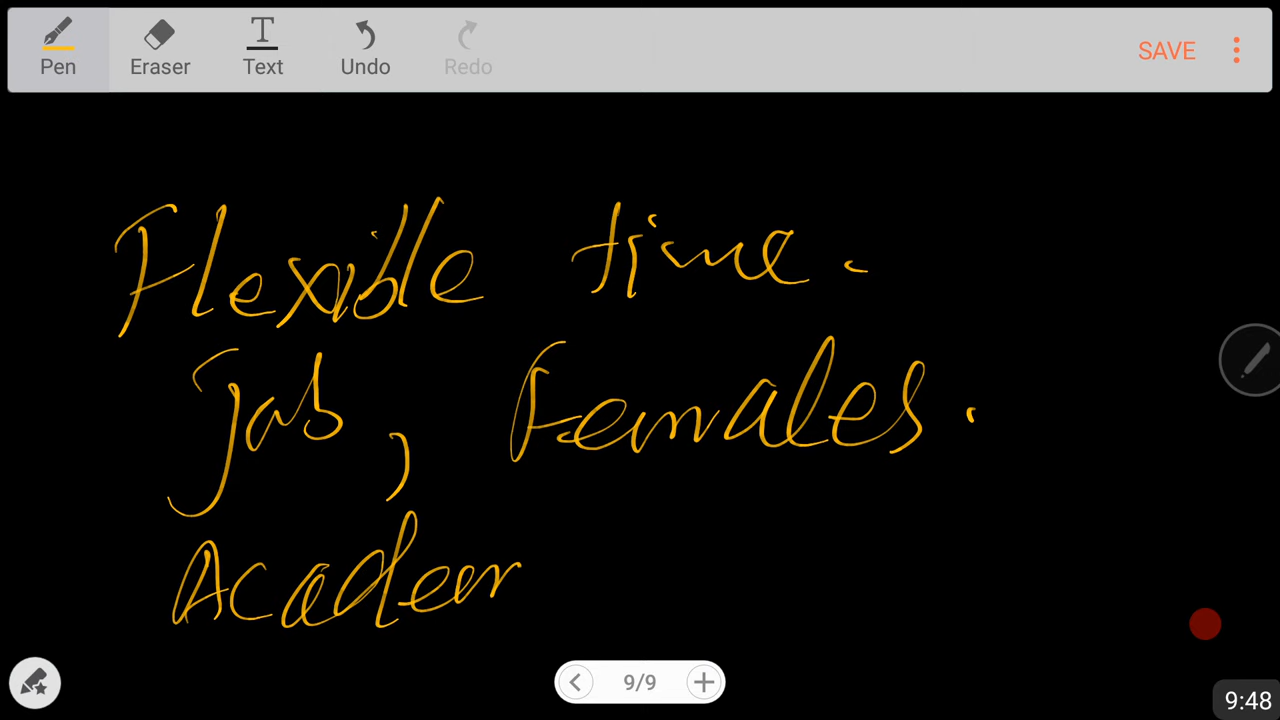 Pen Eraser Text Undo Redo SAVE
Flexible time.
Job, Females.
Academ
9/9
9:48